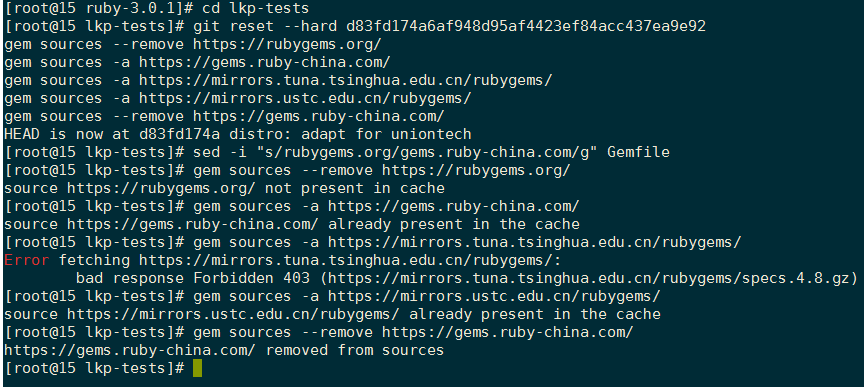 [root@15 ruby-3.0.1]# cd lkp-tests
[root@15 lkp-tests]# git reset --hard d83fd174a6af948d95af4423ef84acc437ea9e92
gem sources --remove https://rubygems.org/
gem sources -a https://gems.ruby-china.com/
gem sources -a https://mirrors.tuna.tsinghua.edu.cn/rubygems/
gem sources -a https://mirrors.ustc.edu.cn/rubygems/
gem sources --remove https://gems.ruby-china.com/
HEAD is now at d83fd174a distro: adapt for uniontech
[root@15 lkp-tests]# sed -i "s/rubygems.org/gems.ruby-china.com/g" Gemfile
[root@15 lkp-tests]# gem sources --remove https://rubygems.org/
source https://rubygems.org/ not present in cache
[root@15 lkp-tests]# gem sources -a https://gems.ruby-china.com/
source https://gems.ruby-china.com/ already present in the cache
[root@15 lkp-tests]# gem sources -a https://mirrors.tuna.tsinghua.edu.cn/rubygems/
Error fetching https://mirrors.tuna.tsinghua.edu.cn/rubygems/:
bad response Forbidden 403 (https://mirrors.tuna.tsinghua.edu.cn/rubygems/specs.4.8.gz)
[root@15 lkp-tests]# gem sources -a https://mirrors.ustc.edu.cn/rubygems/
source https://mirrors.ustc.edu.cn/rubygems/ already present in the cache
[root@15 lkp-tests]# gem sources --remove https://gems.ruby-china.com/
https://gems.ruby-china.com/ removed from sources
[root@15 lkp-tests]#